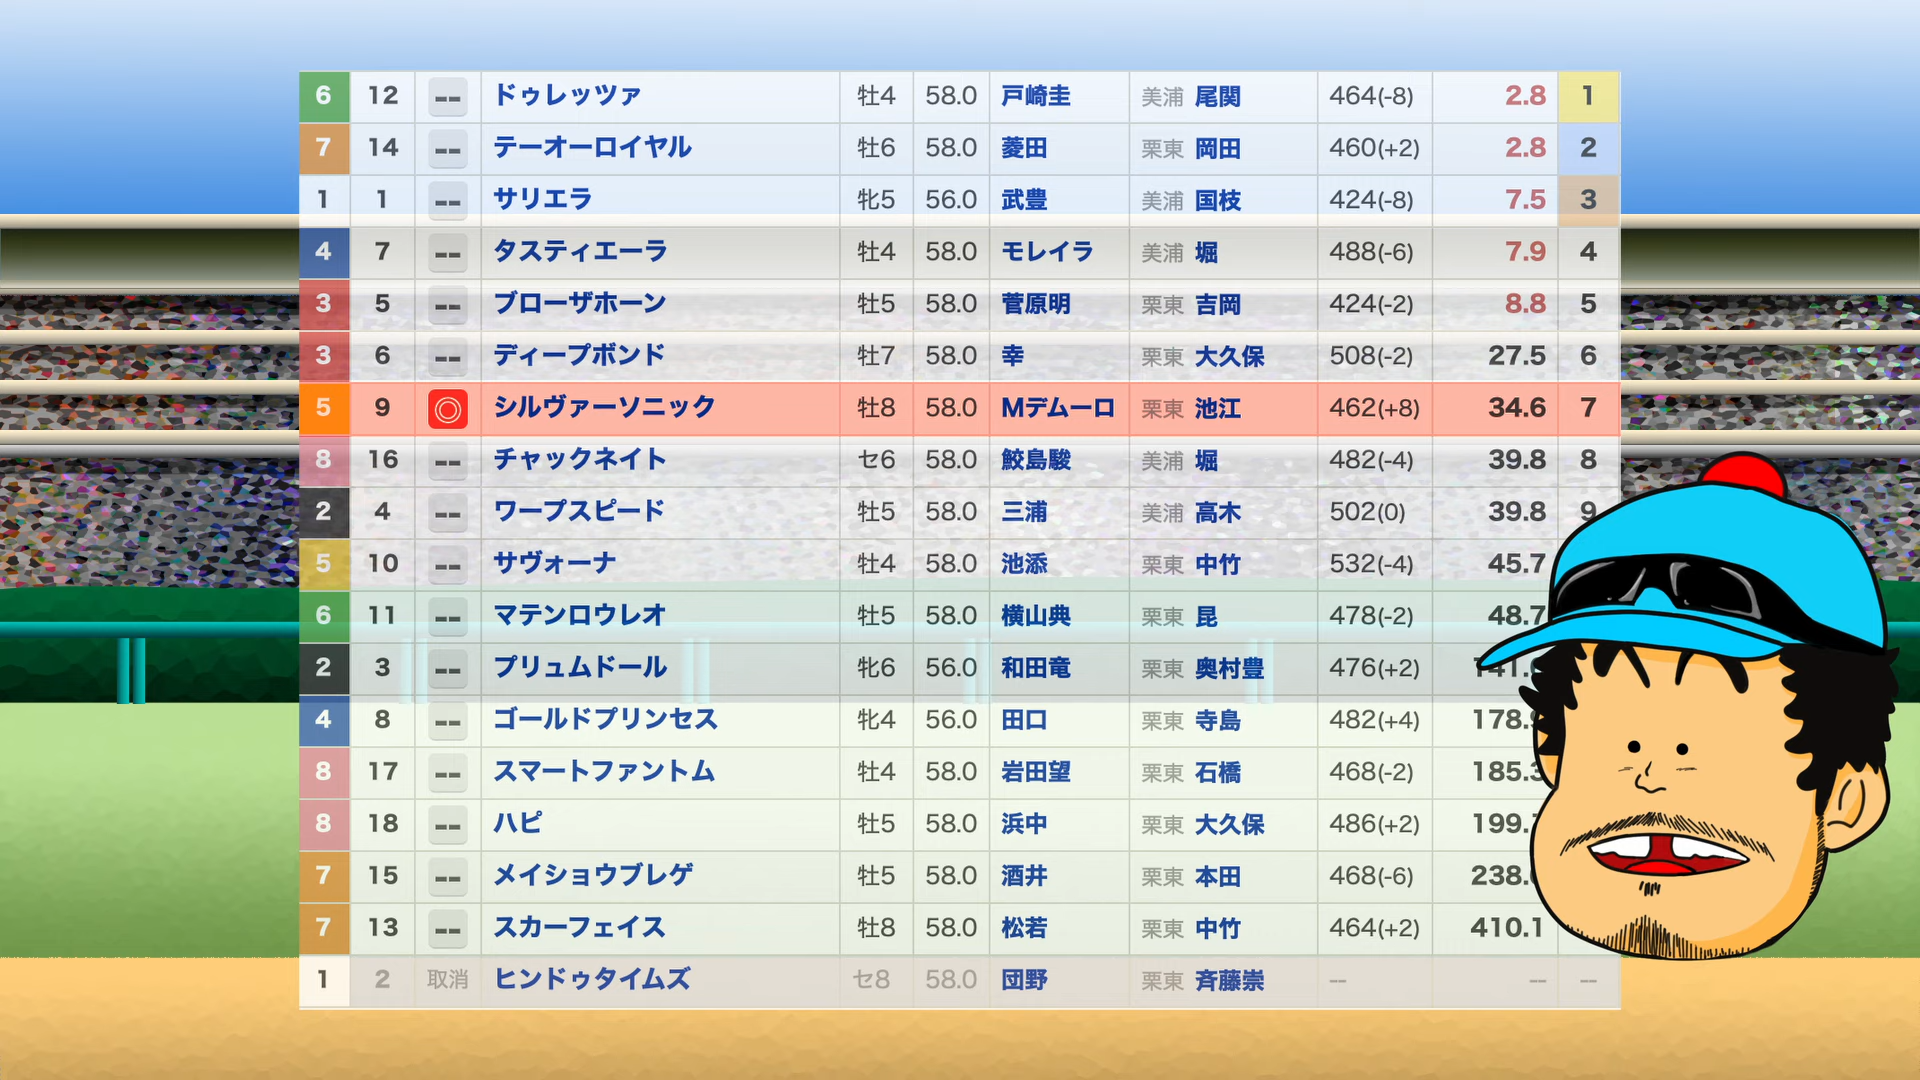 6 12 -- ドゥレッツァ 牡4 58.0 戸崎圭 美浦 尾関 464(-8) 2.8 1
7 14 -- テーオーロイヤル 牡6 58.0 菱田 栗東 岡田 460(+2) 2.8 2
1 1 -- サリエラ 牝5 56.0 武豊 美浦 国枝 424(-8) 7.5 3
4 7 -- タスティエーラ 牡4 58.0 モレイラ 美浦 堀 488(-6) 7.9 4
3 5 -- ブローザホーン 牡5 58.0 菅原明 栗東 吉岡 424(-2) 8.8 5
3 6 -- ディープボンド 牡7 58.0 幸 栗東 大久保 508(-2) 27.5 6
5 9 ◎ シルヴァーソニック 牡8 58.0 Mデムーロ 栗東 池江 462(+8) 34.6 7
8 16 -- チャックネイト セ6 58.0 鮫島駿 美浦 堀 482(-4) 39.8 8
2 4 -- ワープスピード 牡5 58.0 三浦 美浦 高木 502(0) 39.8 9
5 10 -- サヴォーナ 牡4 58.0 池添 栗東 中竹 532(-4) 45.7
6 11 -- マテンロウレオ 牡5 58.0 横山典 栗東 昆 478(-2) 48.7
2 3 -- プリュムドール 牝6 56.0 和田竜 栗東 奥村豊 476(+2)
4 8 -- ゴールドプリンセス 牝4 56.0 田口 栗東 寺島 482(+4) 178.
8 17 -- スマートファントム 牡4 58.0 岩田望 栗東 石橋 468(-2) 185.3
8 18 -- ハピ 牡5 58.0 浜中 栗東 大久保 486(+2) 199.
7 15 -- メイショウブレゲ 牡5 58.0 酒井 栗東 本田 468(-6) 238.
7 13 -- スカーフェイス 牡8 58.0 松若 栗東 中竹 464(+2) 410.1
1 2 取消 ヒンドゥタイムズ セ8 58.0 団野 栗東 斉藤崇 -- -- --